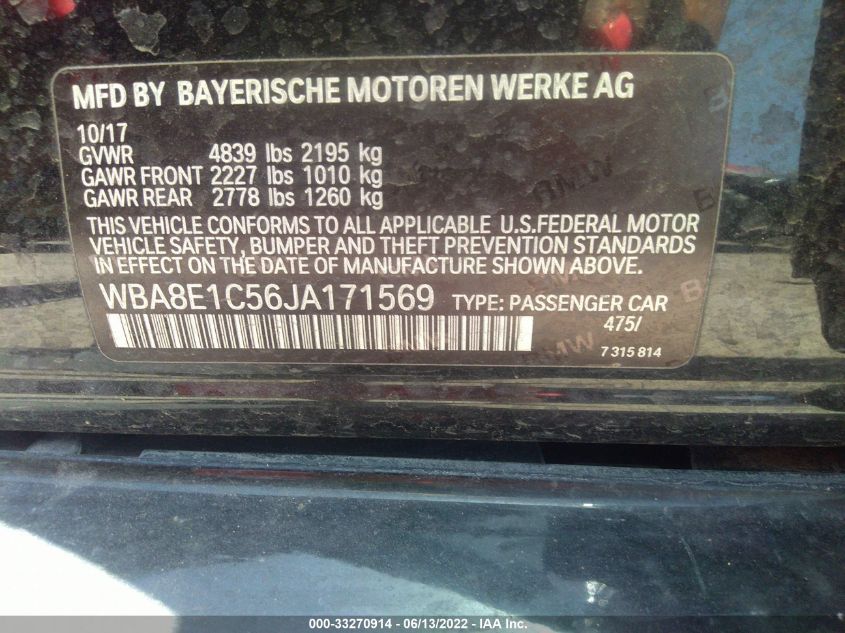 MFD BY BAYERISCHE MOTOREN WERKE AG
10/17
GVWR 4839 lbs 2195 kg
GAWR FRONT 2227 lbs 1010 kg
GAWR REAR 2778 lbs 1260 kg
THIS VEHICLE CONFORMS TO ALL APPLICABLE U.S.FEDERAL MOTOR
VEHICLE SAFETY, BUMPER AND THEFT PREVENTION STANDARDS
IN EFFECT ON THE DATE OF MANUFACTURE SHOWN ABOVE.
WBA8E1C56JA171569 TYPE: PASSENGER CAR
475/
7 315 814
BMW
BMW
000-33270914 - 06/13/2022 - IAA Inc.